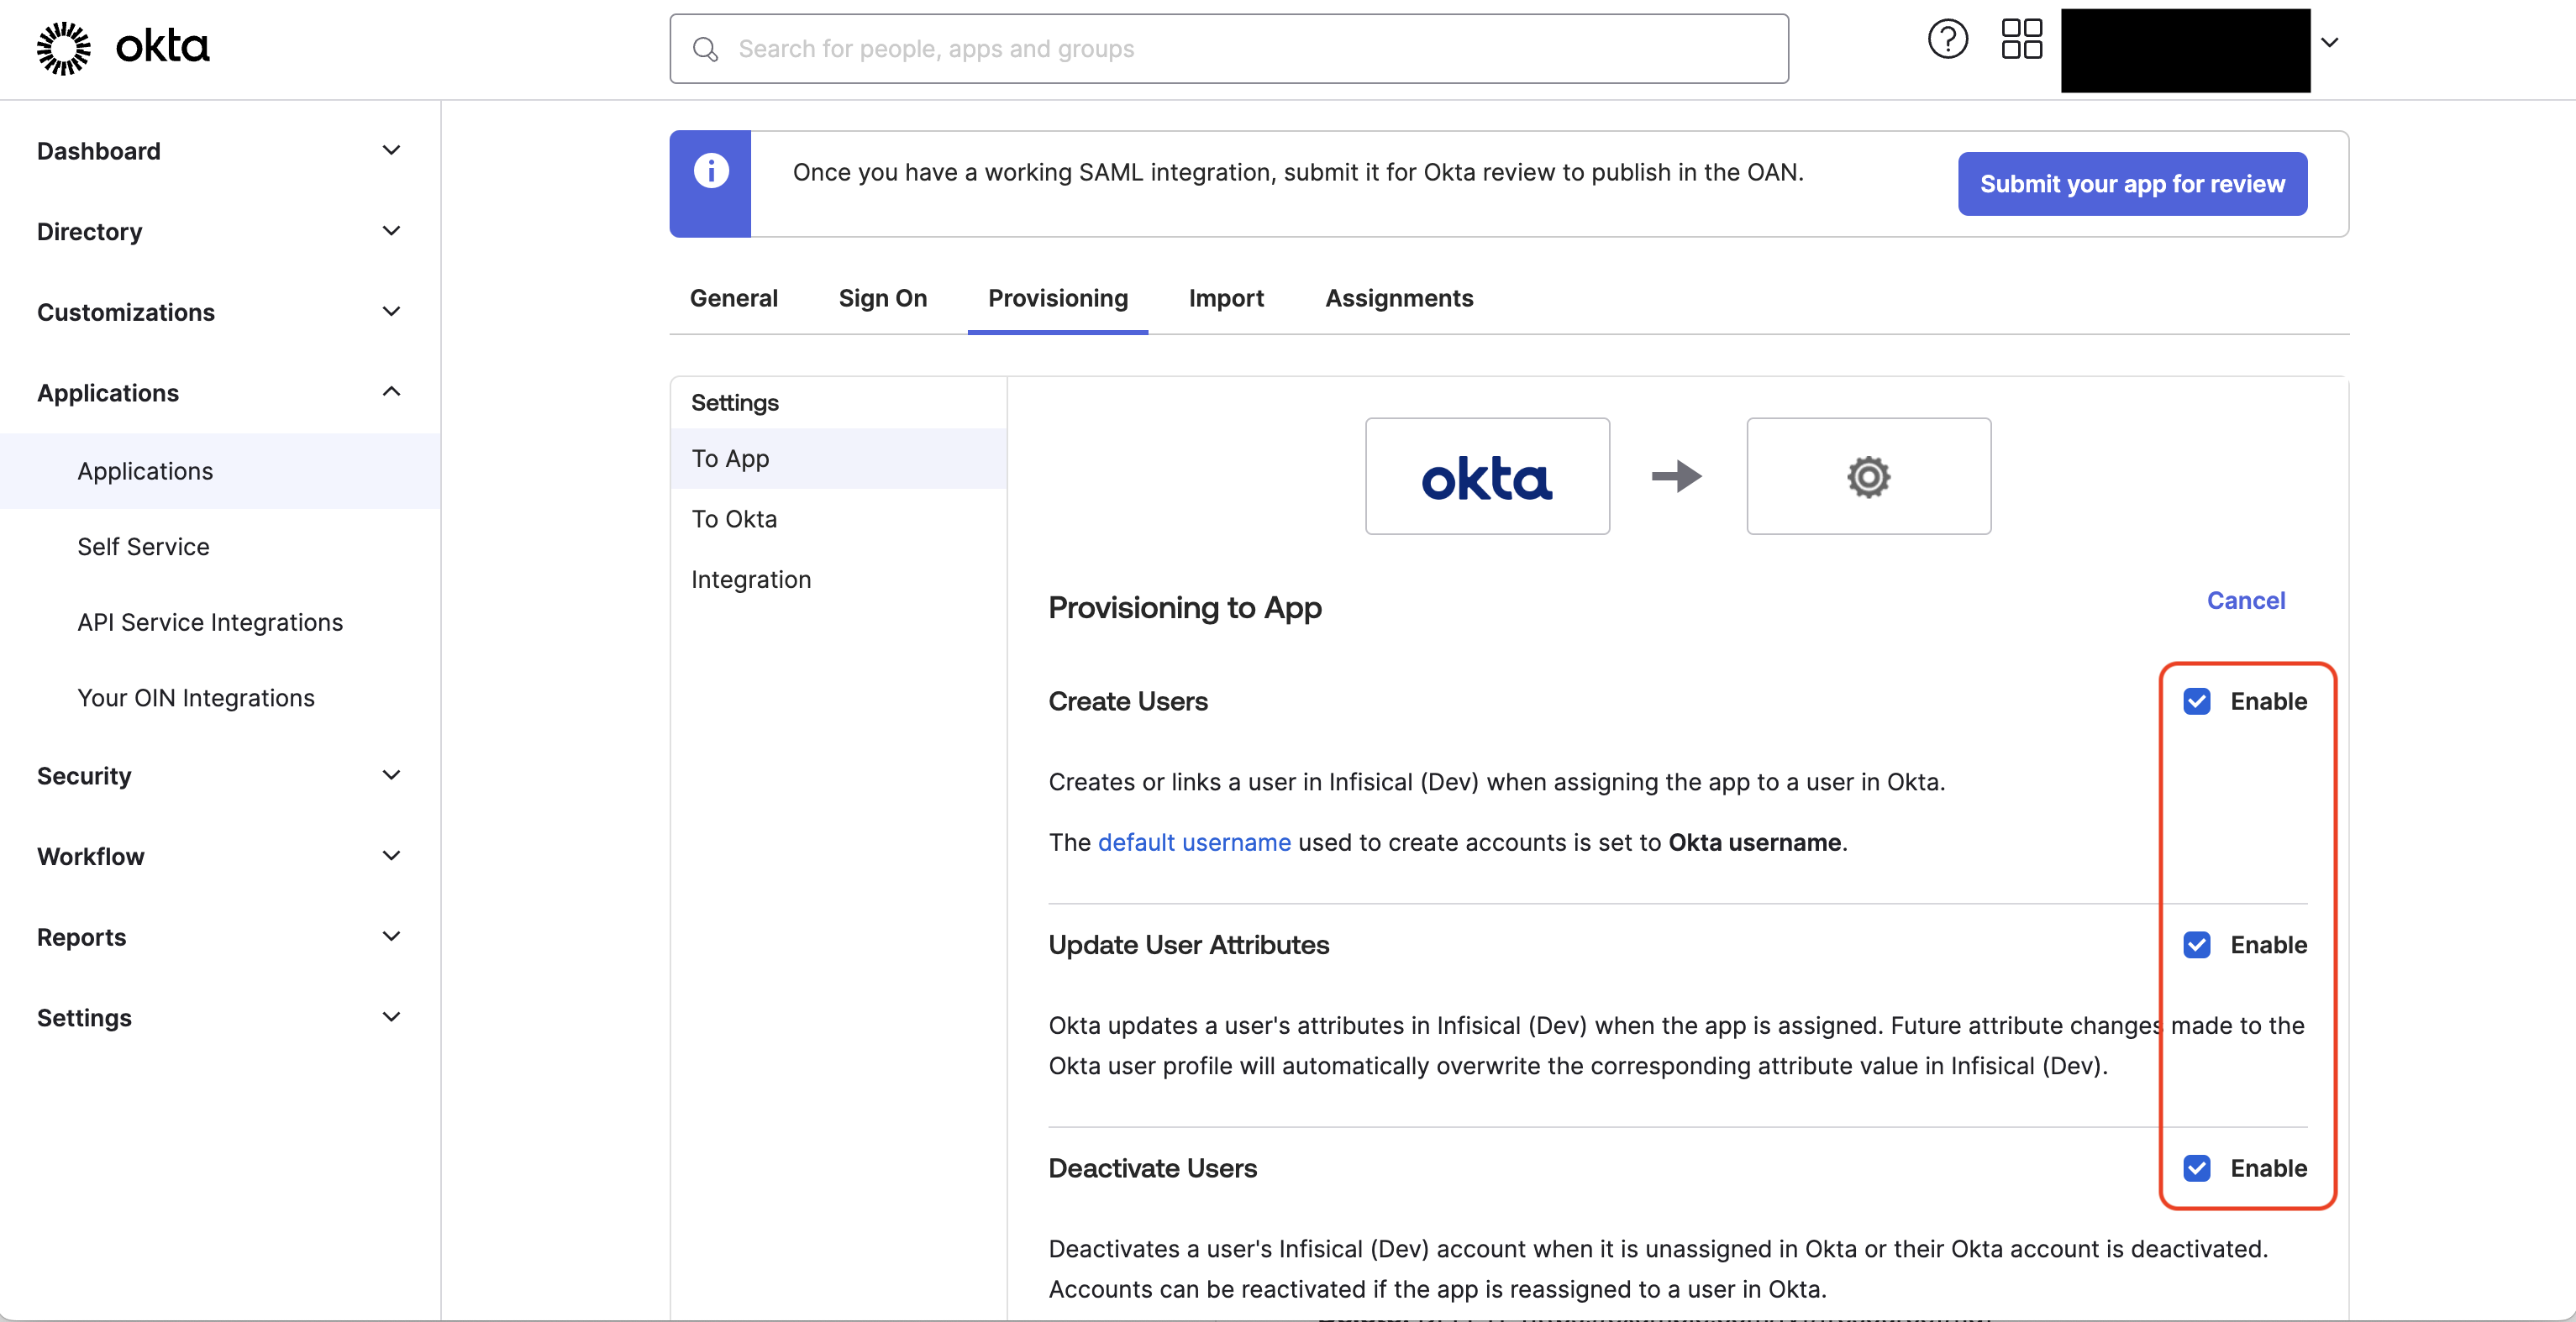 okta
Search for people, apps and groups
Dashboard
Directory
Customizations
Applications
Applications
Self Service
API Service Integrations
Your OIN Integrations
Security
Workflow
Reports
Settings
Once you have a working SAML integration, submit it for Okta review to publish in the OAN.
Submit your app for review
General
Sign On
Provisioning
Import
Assignments
Settings
To App
To Okta
Integration
okta
Provisioning to App
Cancel
Create Users
Enable
Creates or links a user in Infisical (Dev) when assigning the app to a user in Okta.
The default username used to create accounts is set to Okta username.
Update User Attributes
Enable
Okta updates a user's attributes in Infisical (Dev) when the app is assigned. Future attribute changes made to the
Okta user profile will automatically overwrite the corresponding attribute value in Infisical (Dev).
Deactivate Users
Enable
Deactivates a user's Infisical (Dev) account when it is unassigned in Okta or their Okta account is deactivated.
Accounts can be reactivated if the app is reassigned to a user in Okta.